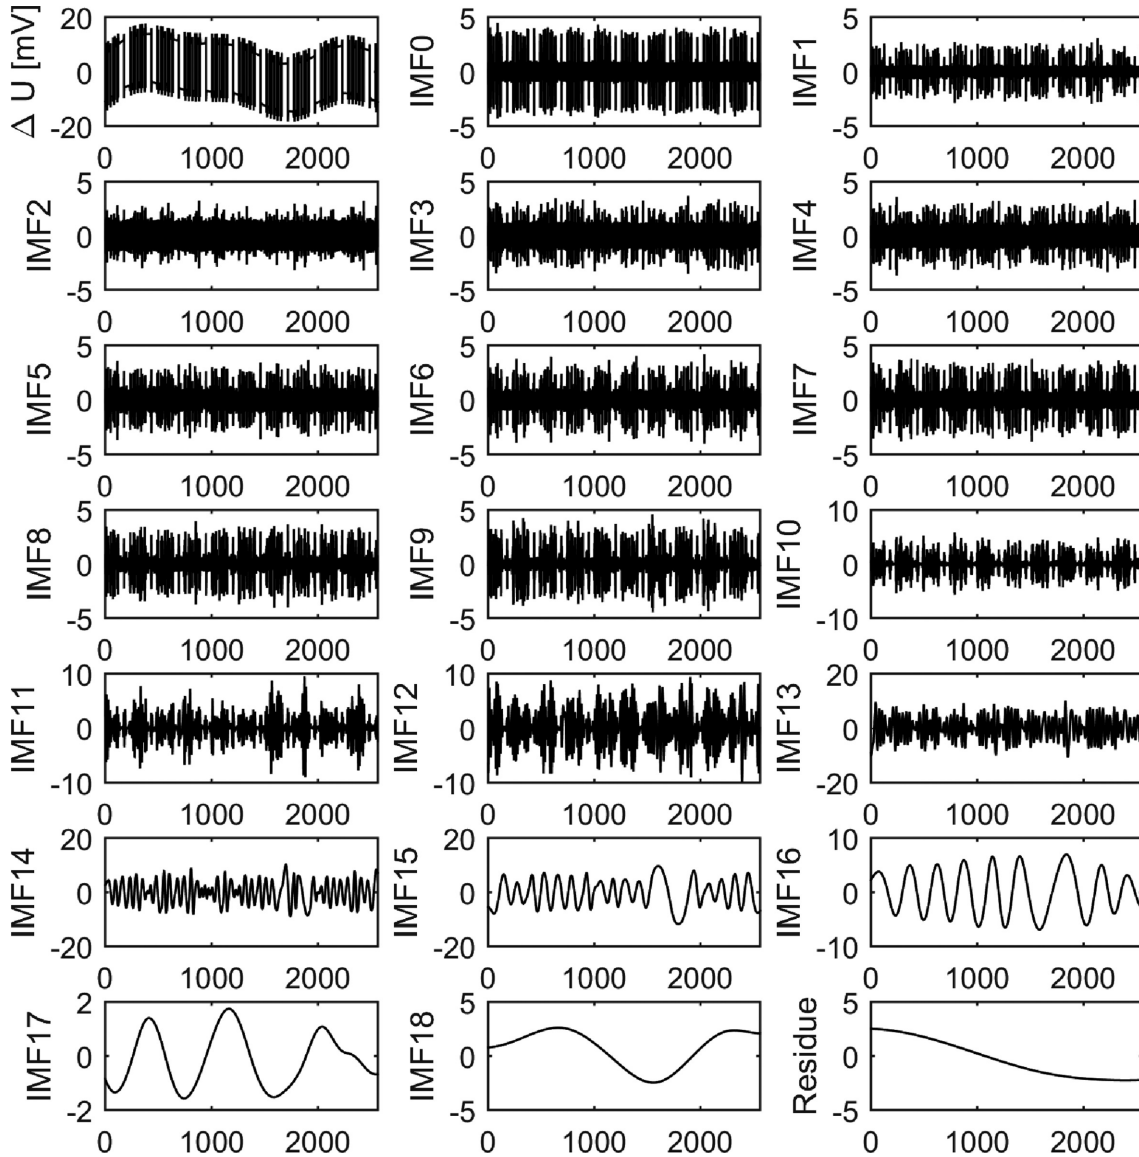 Δ U [mV] 20 0 -20 0 1000 2000
IMF0 5 0 -5 0 1000 2000
IMF1 5 0 -5 0 1000 2000
IMF2 5 0 -5 0 1000 2000
IMF3 5 0 -5 0 1000 2000
IMF4 5 0 -5 0 1000 2000
IMF5 5 0 -5 0 1000 2000
IMF6 5 0 -5 0 1000 2000
IMF7 5 0 -5 0 1000 2000
IMF8 5 0 -5 0 1000 2000
IMF9 5 0 -5 0 1000 2000
IMF10 10 0 -10 0 1000 2000
IMF11 10 0 -10 0 1000 2000
IMF12 10 0 -10 0 1000 2000
IMF13 20 0 -20 0 1000 2000
IMF14 20 0 -20 0 1000 2000
IMF15 20 0 -20 0 1000 2000
IMF16 10 0 -10 0 1000 2000
IMF17 2 0 -2 0 1000 2000
IMF18 5 0 -5 0 1000 2000
Residue 5 0 -5 0 1000 2000